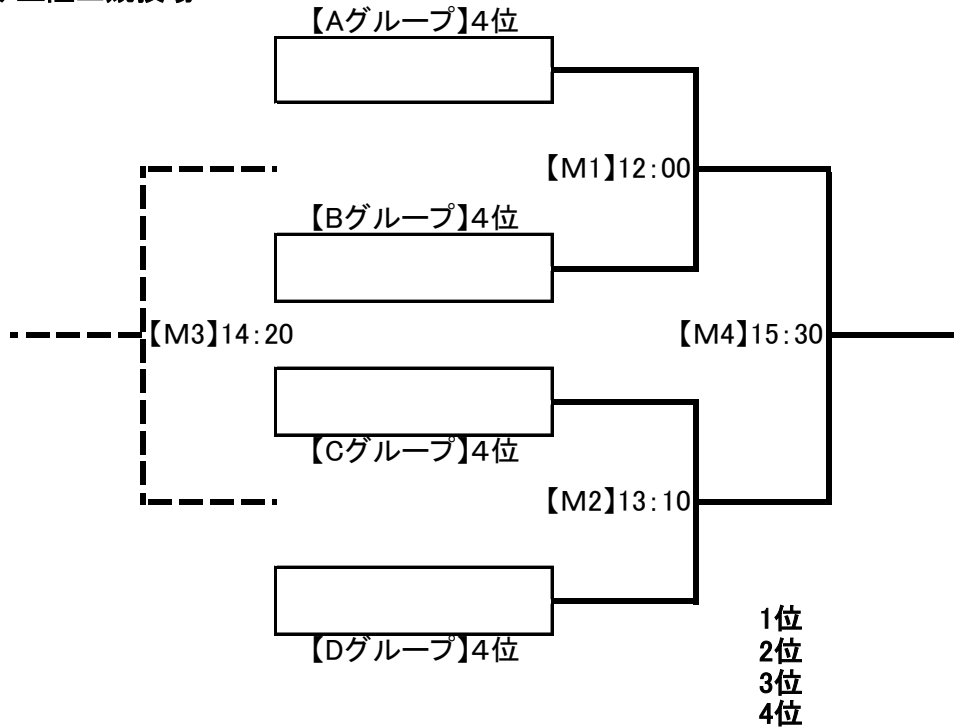 【Aグループ】4位
【M1】12:00
【Bグループ】4位
【M3】14:20
【M4】15:30
【Cグループ】4位
【M2】13:10
【Dグループ】4位
1位
2位
3位
4位